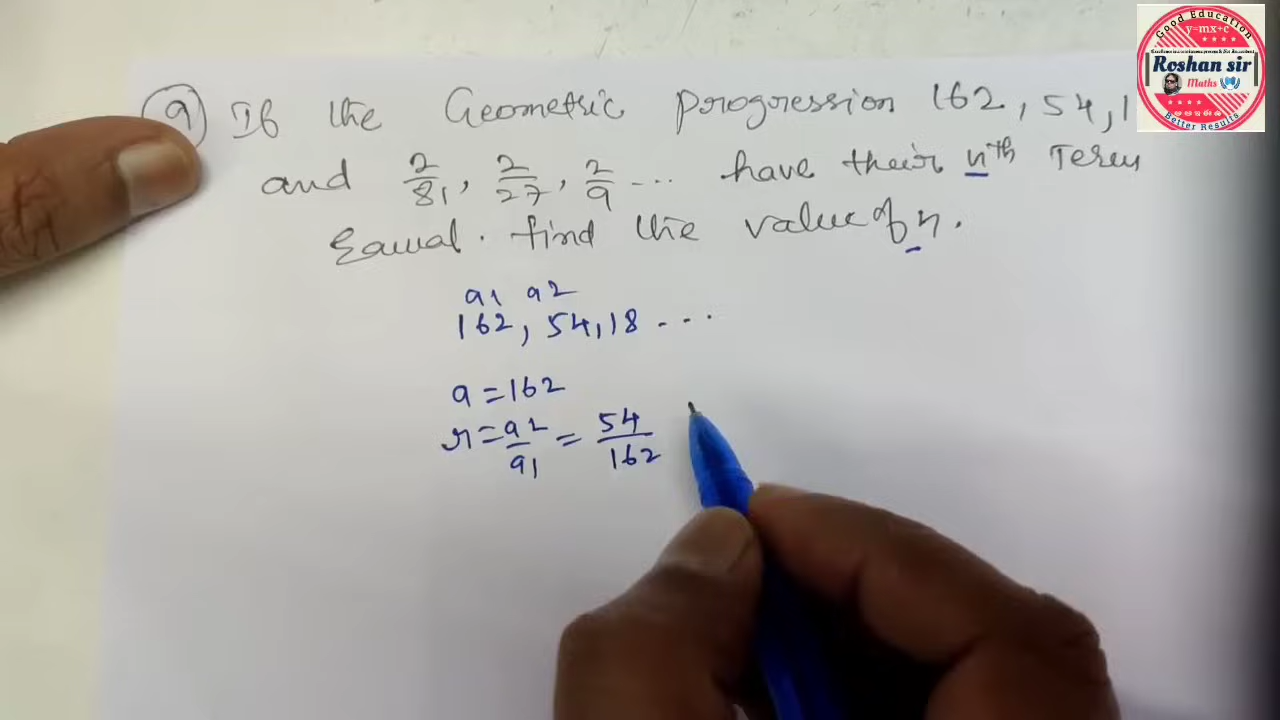 9 If the Geometric progression 162, 54, 1
and 2/81, 2/27, 2/9 ... have their nth Term
Equal. find the value of n.
a1 a2
162, 54, 18 ...
a = 162
r = a2/a1 = 54/162
Good Education
y=mx+c
Roshan sir
Maths
Better Results